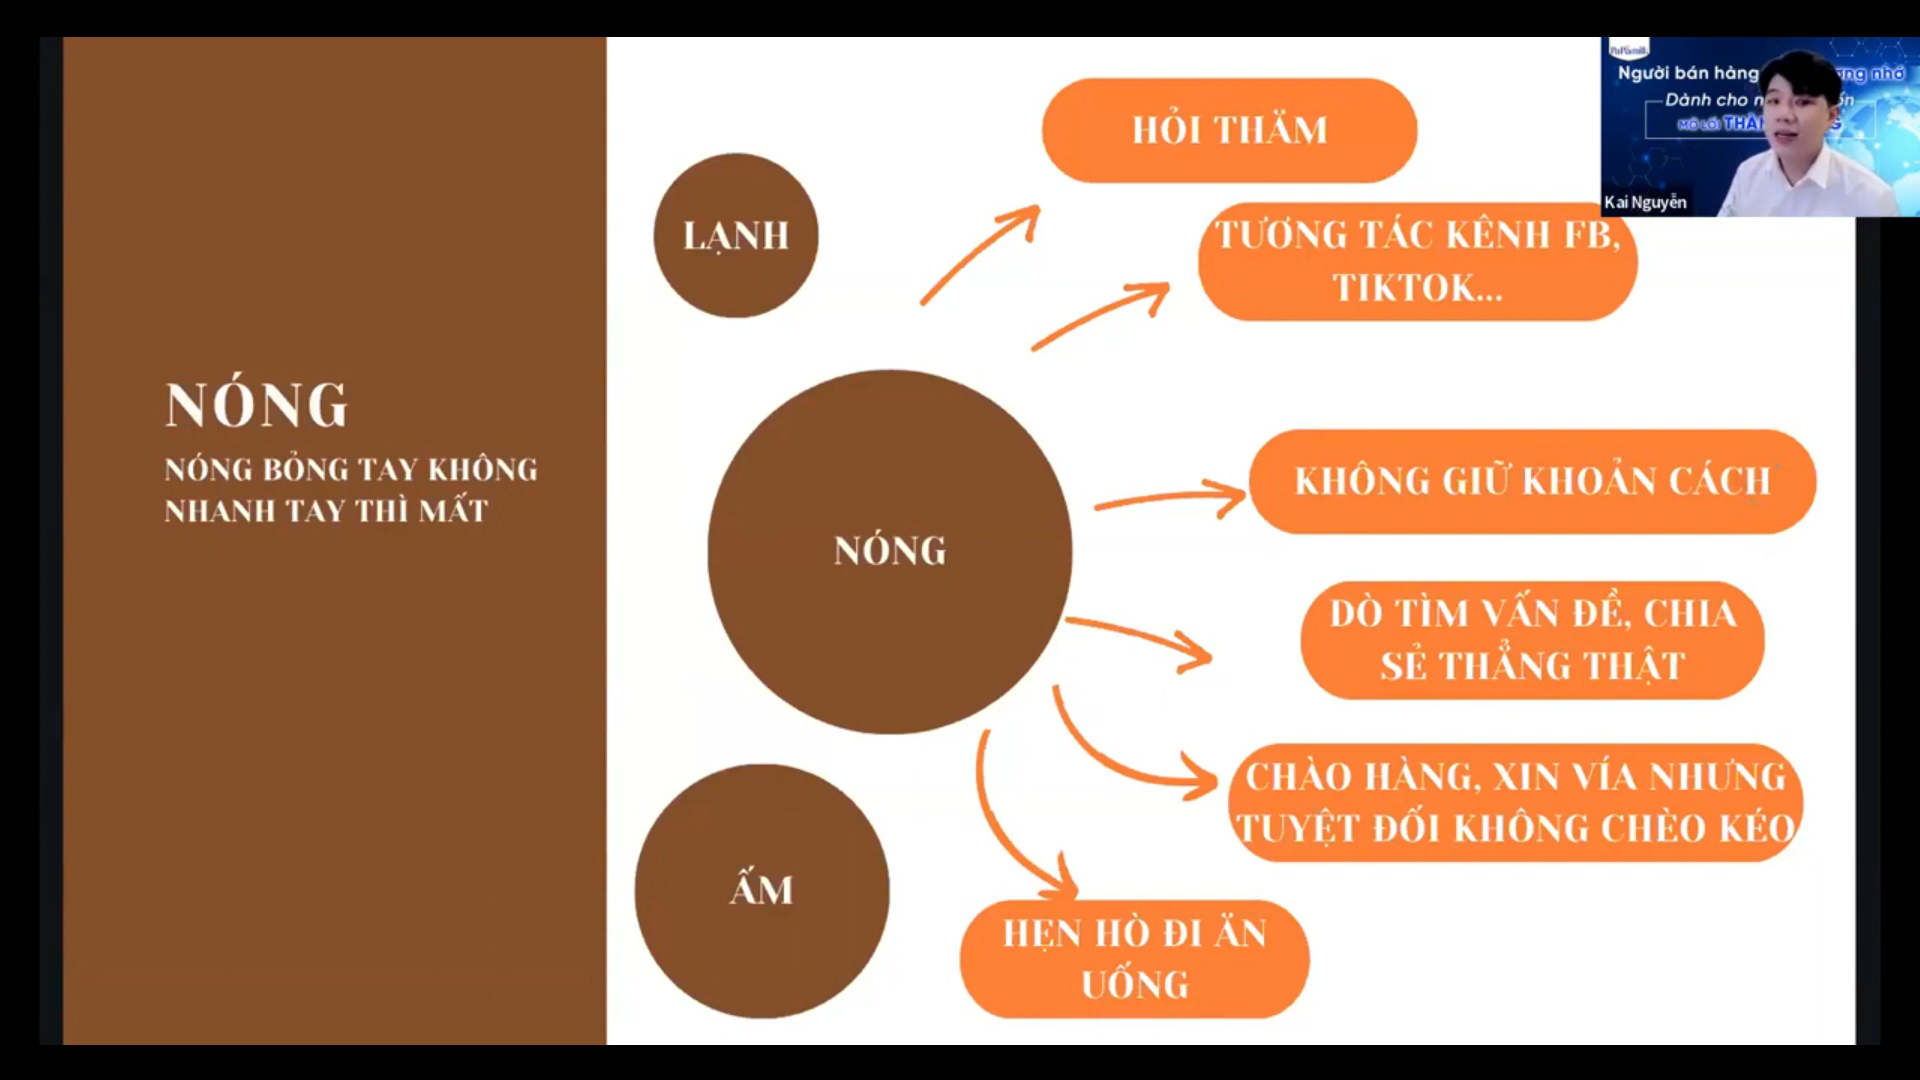 NÓNG
NÓNG BỎNG TAY KHÔNG
NHANH TAY THÌ MẤT
LẠNH
NÓNG
ẤM
HỎI THĂM
TƯƠNG TÁC KÊNH FB,
TIKTOK...
KHÔNG GIỮ KHOẢN CÁCH
DÒ TÌM VẤN ĐỀ, CHIA
SẺ THẲNG THẬT
CHÀO HÀNG, XIN VÍA NHƯNG
TUYỆT ĐỐI KHÔNG CHÈO KÉO
HẸN HÒ ĐI ĂN
UỐNG
Người bán hàng nhớ
Dành cho
Kai Nguyễn